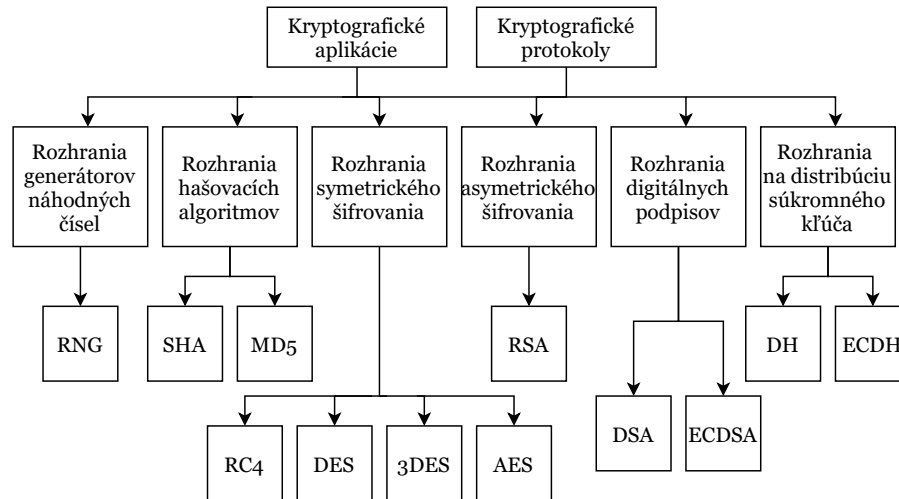 Kryptografické
aplikácie
Kryptografické
protokoly
Rozhrania
generátorov
náhodných
čísel
Rozhrania
hašovacích
algoritmov
Rozhrania
symetrického
šifrovania
Rozhrania
asymetrického
šifrovania
Rozhrania
digitálnych
podpisov
Rozhrania
na distribúciu
súkromného
kľúča
RNG
SHA
MD5
RSA
DH
ECDH
DSA
ECDSA
RC4
DES
3DES
AES